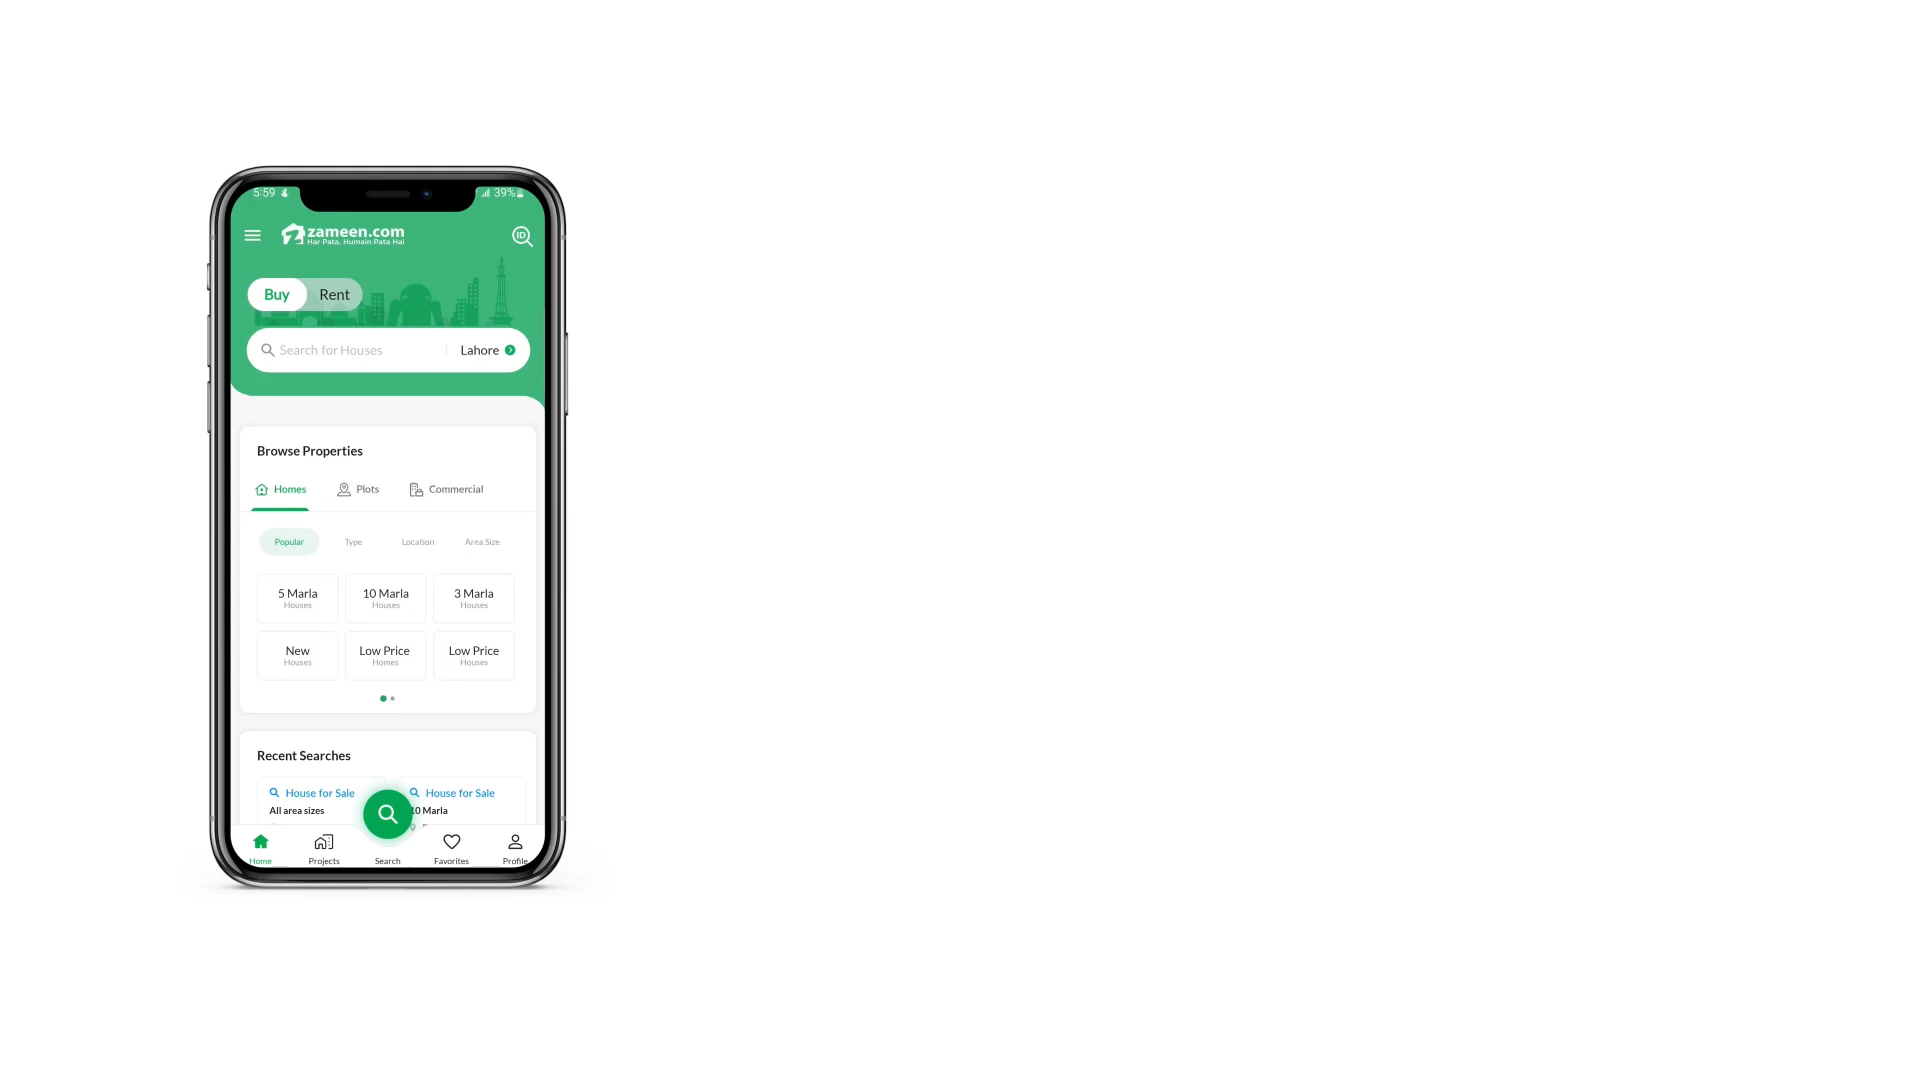 5:59
39%
zameen.com
Har Pata, Humain Pata Hai
ID
Buy Rent
Search for Houses Lahore
Browse Properties
Homes Plots Commercial
Popular Type Location Area Size
5 Marla 10 Marla 3 Marla
Houses Houses Houses
New Low Price Low Price
Houses Homes Houses
Recent Searches
House for Sale House for Sale
All area sizes 10 Marla
Home Projects Search Favorites Profile